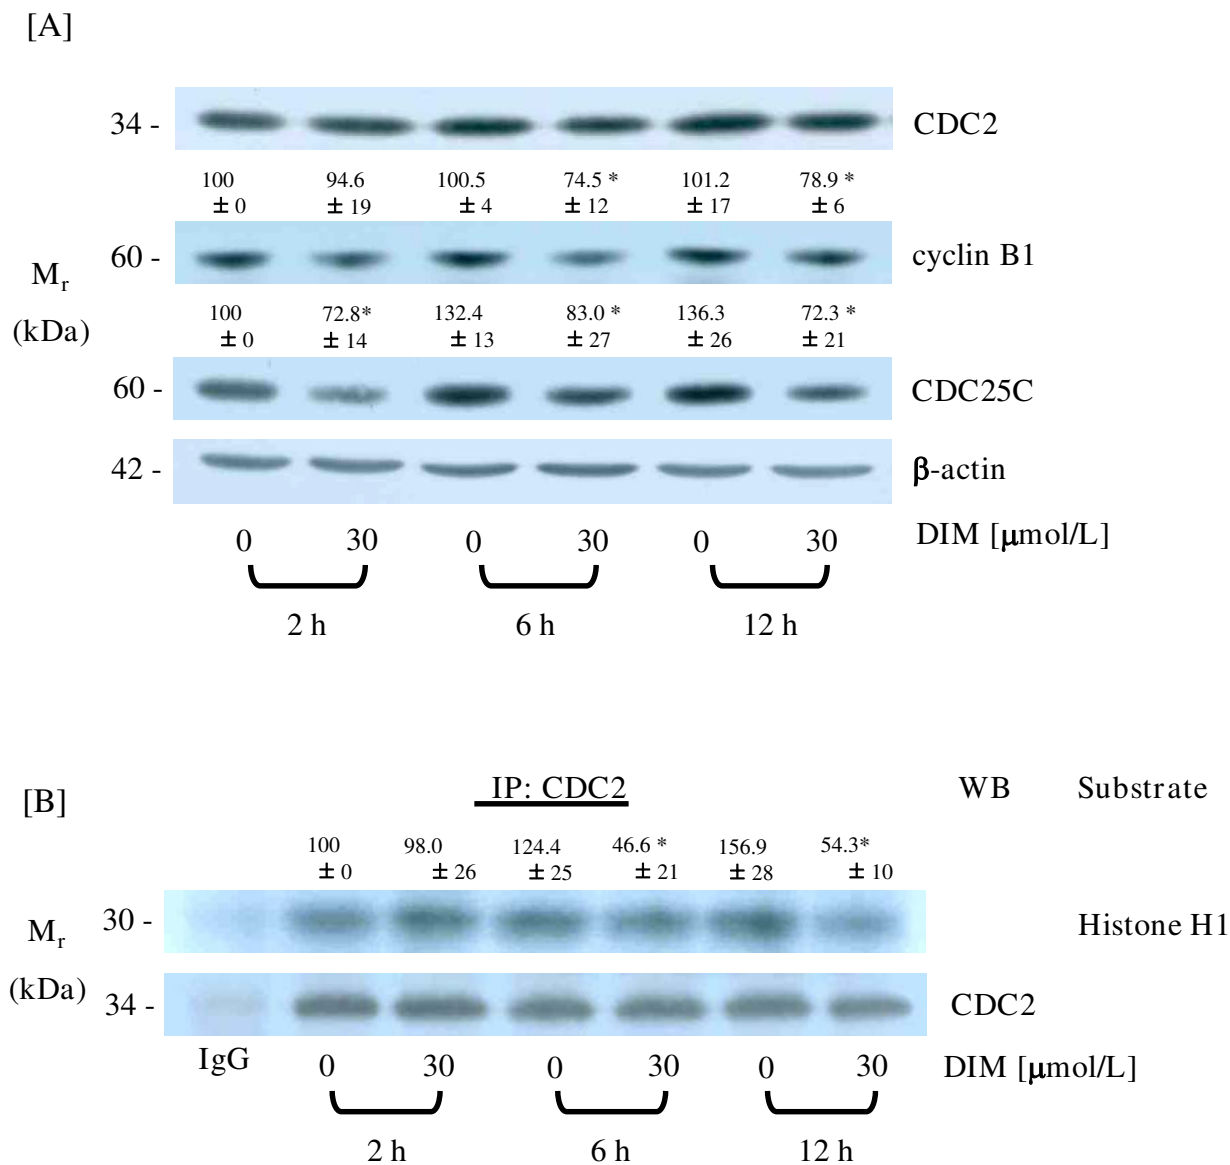 [A]
34 - CDC2
100 94.6 100.5 74.5 * 101.2 78.9 *
± 0 ± 19 ± 4 ± 12 ± 17 ± 6
60 - cyclin B1
Mr
(kDa)
100 72.8* 132.4 83.0 * 136.3 72.3 *
± 0 ± 14 ± 13 ± 27 ± 26 ± 21
60 - CDC25C
42 - β-actin
0 30 0 30 0 30 DIM [μmol/L]
2 h 6 h 12 h
[B] IP: CDC2 WB Substrate
100 98.0 124.4 46.6 * 156.9 54.3*
± 0 ± 26 ± 25 ± 21 ± 28 ± 10
30 - Histone H1
Mr
(kDa)
34 - CDC2
IgG 0 30 0 30 0 30 DIM [μmol/L]
2 h 6 h 12 h